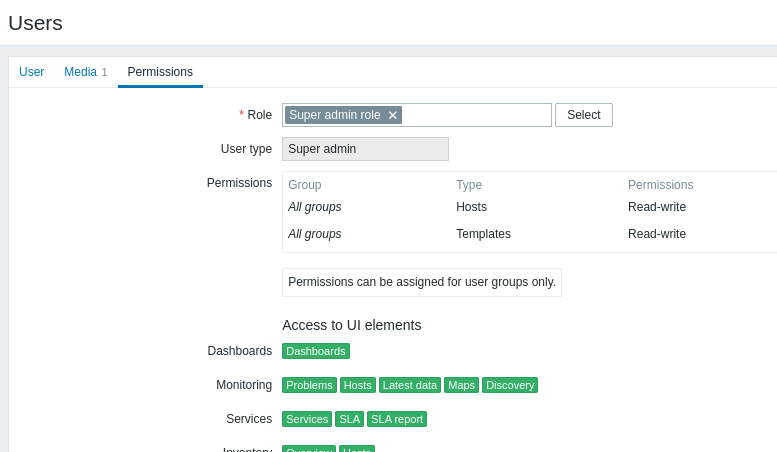 Users
User Media 1 Permissions
* Role Super admin role ✕ Select
User type Super admin
Permissions Group Type Permissions
All groups Hosts Read-write
All groups Templates Read-write
Permissions can be assigned for user groups only.
Access to UI elements
Dashboards Dashboards
Monitoring Problems Hosts Latest data Maps Discovery
Services Services SLA SLA report
Inventory Overview Hosts